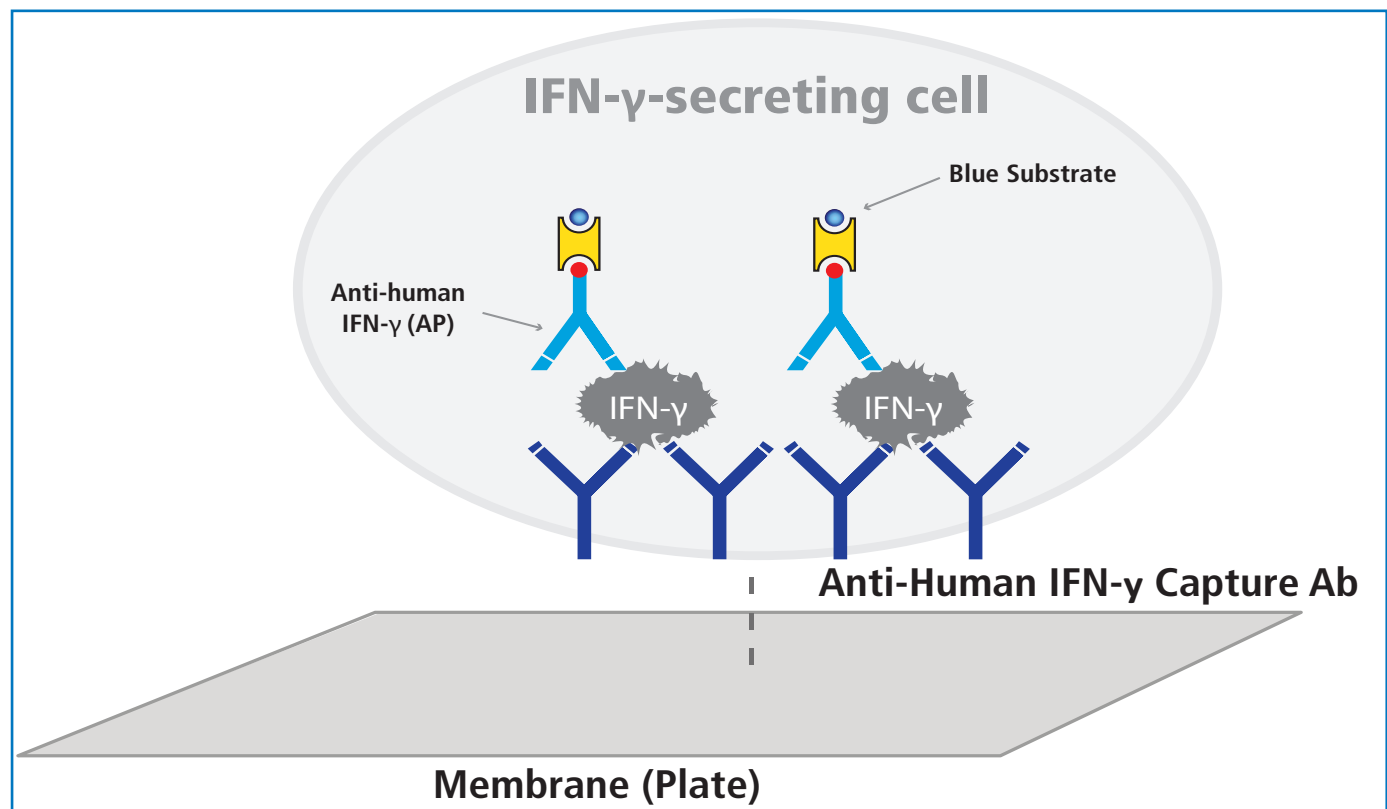 IFN-γ-secreting cell
Blue Substrate
Anti-human
IFN-γ (AP)
IFN-γ
IFN-γ
Anti-Human IFN-γ Capture Ab
Membrane (Plate)